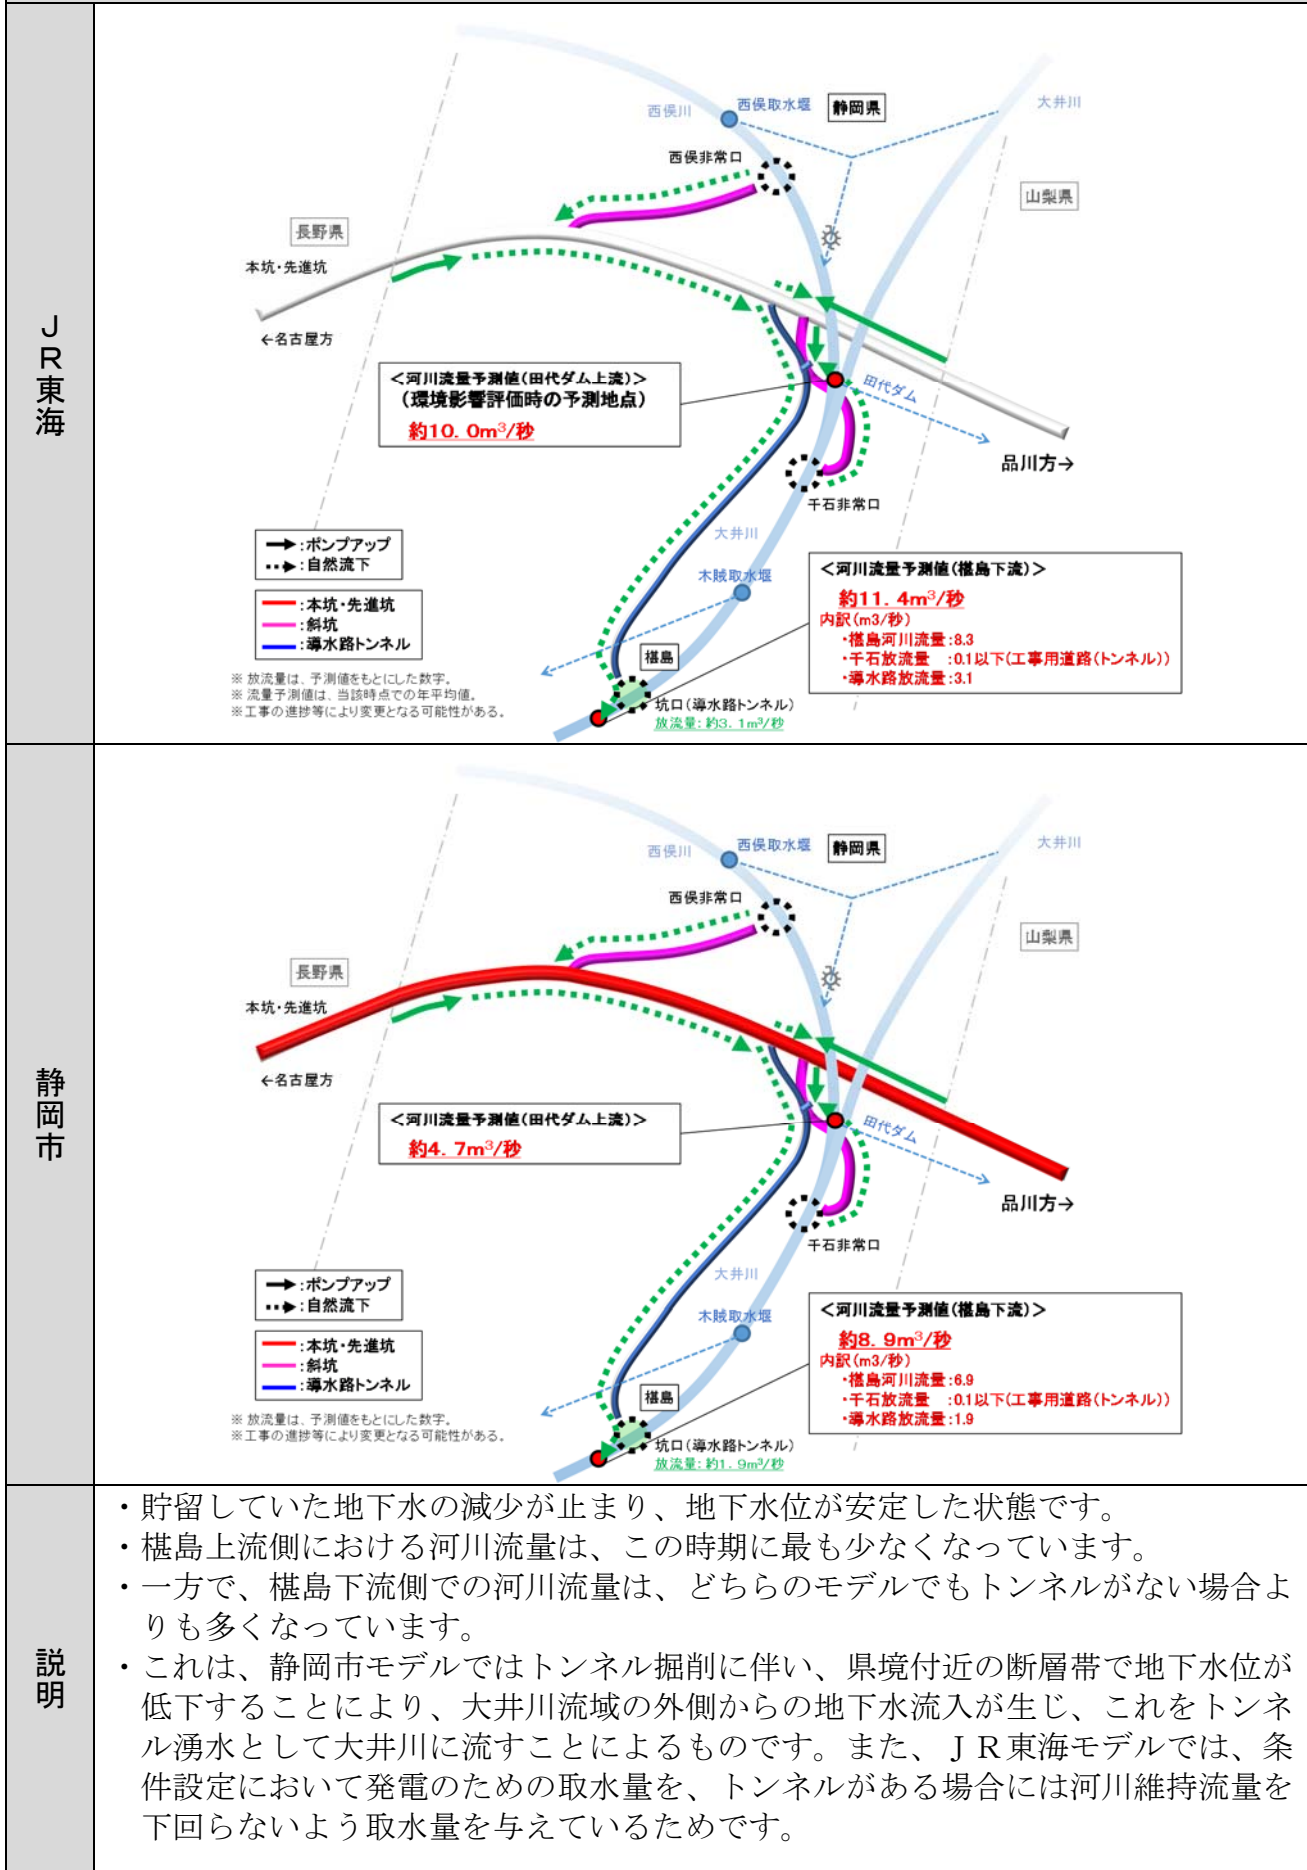 JR東海
西俣川
西俣取水堰
静岡県
大井川
西俣非常口
山梨県
長野県
本坑・先進坑
←名古屋方
＜河川流量予測値(田代ダム上流)＞
(環境影響評価時の予測地点)
約10. 0m³/秒
田代ダム
品川方→
千石非常口
大井川
→:ポンプアップ
:自然流下
木賊取水堰
:本坑・先進坑
:斜坑
:導水路トンネル
＜河川流量予測値(椹島下流)＞
約11. 4m³/秒
内訳(m3/秒)
・椹島河川流量:8.3
・千石放流量　:0.1以下(工事用道路(トンネル))
・導水路放流量:3.1
椹島
※ 放流量は、予測値をもとにした数字。
※ 流量予測値は、当該時点での年平均値。
※工事の進捗等により変更となる可能性がある。
坑口(導水路トンネル)
放流量:約3. 1m³/秒
静岡市
西俣川
西俣取水堰
静岡県
大井川
西俣非常口
山梨県
長野県
本坑・先進坑
←名古屋方
＜河川流量予測値(田代ダム上流)＞
約4. 7m³/秒
田代ダム
品川方→
千石非常口
大井川
→:ポンプアップ
:自然流下
木賊取水堰
:本坑・先進坑
:斜坑
:導水路トンネル
＜河川流量予測値(椹島下流)＞
約8. 9m³/秒
内訳(m3/秒)
・椹島河川流量:6.9
・千石放流量　:0.1以下(工事用道路(トンネル))
・導水路放流量:1.9
椹島
※ 放流量は、予測値をもとにした数字。
※工事の進捗等により変更となる可能性がある。
坑口(導水路トンネル)
放流量:約1. 9m³/秒
説明
・貯留していた地下水の減少が止まり、地下水位が安定した状態です。
・椹島上流側における河川流量は、この時期に最も少なくなっています。
・一方で、椹島下流側での河川流量は、どちらのモデルでもトンネルがない場合よ
りも多くなっています。
・これは、静岡市モデルではトンネル掘削に伴い、県境付近の断層帯で地下水位が
低下することにより、大井川流域の外側からの地下水流入が生じ、これをトンネ
ル湧水として大井川に流すことによるものです。また、ＪＲ東海モデルでは、条
件設定において発電のための取水量を、トンネルがある場合には河川維持流量を
下回らないよう取水量を与えているためです。